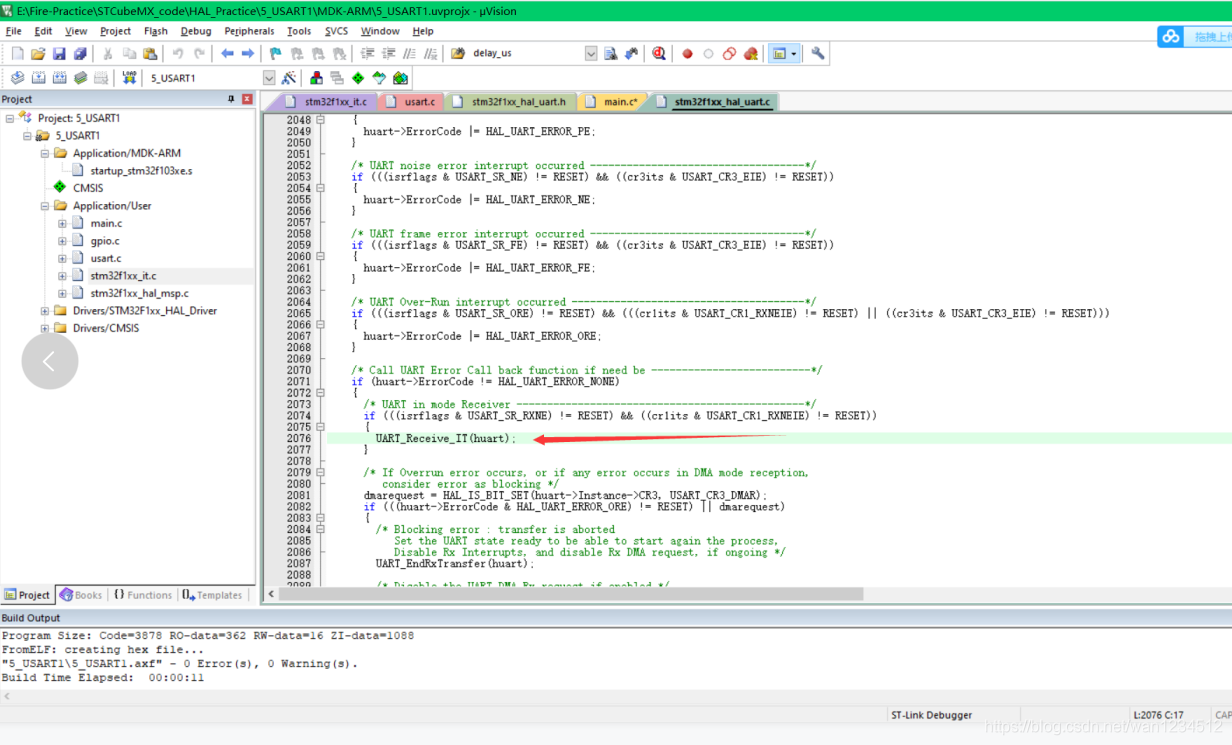 E:\Fire-Practice\STCubeMX_code\HAL_Practice\5_USART1\MDK-ARM\5_USART1.uvprojx - µVision
File Edit View Project Flash Debug Peripherals Tools SVCS Window Help
delay_us
拖拽上传
5_USART1
Project
Project: 5_USART1
5_USART1
Application/MDK-ARM
startup_stm32f103xe.s
CMSIS
Application/User
main.c
gpio.c
usart.c
stm32f1xx_it.c
stm32f1xx_hal_msp.c
Drivers/STM32F1xx_HAL_Driver
Drivers/CMSIS
Project Books {} Functions Templates
stm32f1xx_it.c usart.c stm32f1xx_hal_uart.h main.c* stm32f1xx_hal_uart.c
2048 {
2049 huart->ErrorCode |= HAL_UART_ERROR_PE;
2050 }
2051
2052 /* UART noise error interrupt occurred -----------------------------------*/
2053 if (((isrflags & USART_SR_NE) != RESET) && ((cr3its & USART_CR3_EIE) != RESET))
2054 {
2055 huart->ErrorCode |= HAL_UART_ERROR_NE;
2056 }
2057
2058 /* UART frame error interrupt occurred -----------------------------------*/
2059 if (((isrflags & USART_SR_FE) != RESET) && ((cr3its & USART_CR3_EIE) != RESET))
2060 {
2061 huart->ErrorCode |= HAL_UART_ERROR_FE;
2062 }
2063
2064 /* UART Over-Run interrupt occurred --------------------------------------*/
2065 if (((isrflags & USART_SR_ORE) != RESET) && (((cr1its & USART_CR1_RXNEIE) != RESET) || ((cr3its & USART_CR3_EIE) != RESET)))
2066 {
2067 huart->ErrorCode |= HAL_UART_ERROR_ORE;
2068 }
2069
2070 /* Call UART Error Call back function if need be --------------------------*/
2071 if (huart->ErrorCode != HAL_UART_ERROR_NONE)
2072 {
2073 /* UART in mode Receiver -----------------------------------------------*/
2074 if (((isrflags & USART_SR_RXNE) != RESET) && ((cr1its & USART_CR1_RXNEIE) != RESET))
2075 {
2076 UART_Receive_IT(huart);
2077 }
2078
2079 /* If Overrun error occurs, or if any error occurs in DMA mode reception,
2080 consider error as blocking */
2081 dmarequest = HAL_IS_BIT_SET(huart->Instance->CR3, USART_CR3_DMAR);
2082 if (((huart->ErrorCode & HAL_UART_ERROR_ORE) != RESET) || dmarequest)
2083 {
2084 /* Blocking error : transfer is aborted
2085 Set the UART state ready to be able to start again the process,
2086 Disable Rx Interrupts, and disable Rx DMA request, if ongoing */
2087 UART_EndRxTransfer(huart);
2088
2089 /* Disable the UART DMA Rx request if enabled */
Build Output
Program Size: Code=3878 RO-data=362 RW-data=16 ZI-data=1088
FromELF: creating hex file...
"5_USART1\5_USART1.axf" - 0 Error(s), 0 Warning(s).
Build Time Elapsed: 00:00:11
ST-Link Debugger L:2076 C:17 CAP
https://blog.csdn.net/wan1234512